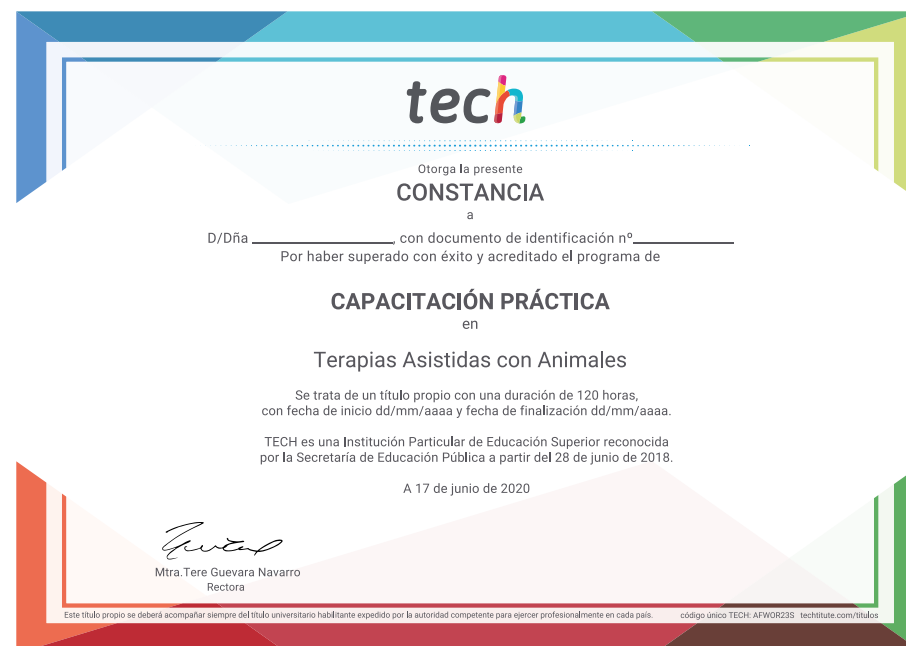 tech
Otorga la presente
CONSTANCIA
a
D/Dña ____________________, con documento de identificación nº______________
Por haber superado con éxito y acreditado el programa de
CAPACITACIÓN PRÁCTICA
en
Terapias Asistidas con Animales
Se trata de un título propio con una duración de 120 horas,
con fecha de inicio dd/mm/aaaa y fecha de finalización dd/mm/aaaa.
TECH es una Institución Particular de Educación Superior reconocida
por la Secretaría de Educación Pública a partir del 28 de junio de 2018.
A 17 de junio de 2020
Mtra.Tere Guevara Navarro
Rectora
Este título propio se deberá acompañar siempre del título universitario habilitante expedido por la autoridad competente para ejercer profesionalmente en cada país. código único TECH: AFWOR23S techtitute.com/titulos